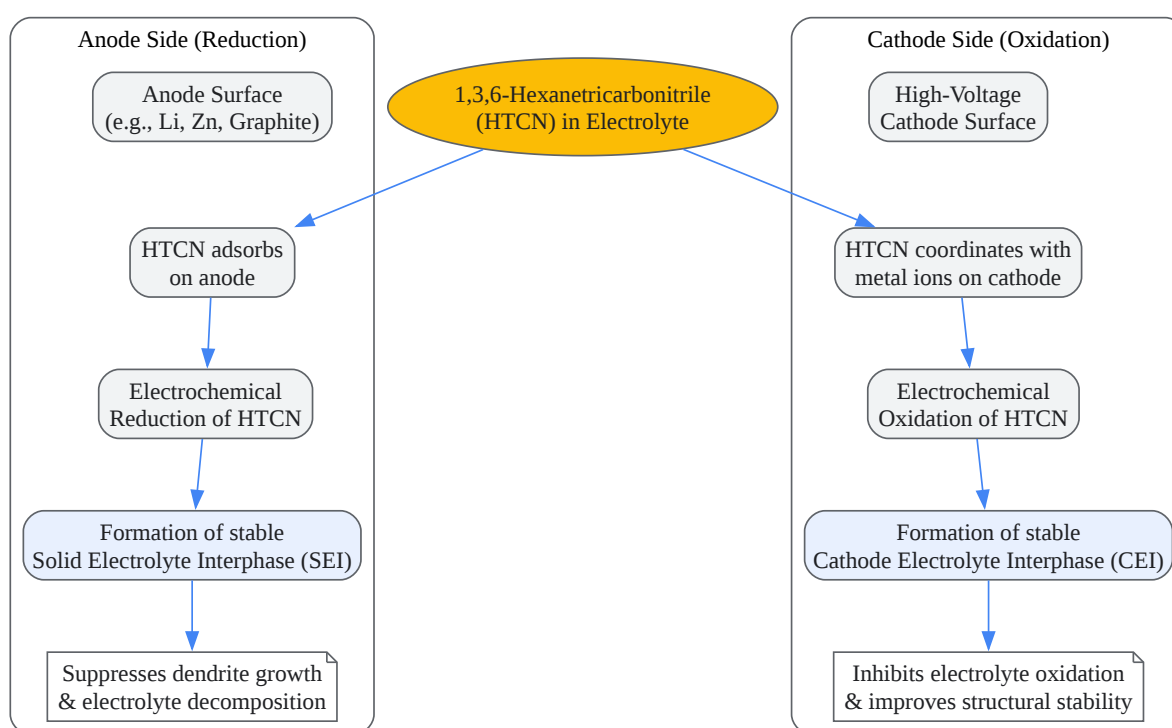 Anode Side (Reduction)
Anode Surface
(e.g., Li, Zn, Graphite)
HTCN adsorbs
on anode
Electrochemical
Reduction of HTCN
Formation of stable
Solid Electrolyte Interphase (SEI)
Suppresses dendrite growth
& electrolyte decomposition
1,3,6-Hexanetricarbonitrile
(HTCN) in Electrolyte
Cathode Side (Oxidation)
High-Voltage
Cathode Surface
HTCN coordinates with
metal ions on cathode
Electrochemical
Oxidation of HTCN
Formation of stable
Cathode Electrolyte Interphase (CEI)
Inhibits electrolyte oxidation
& improves structural stability